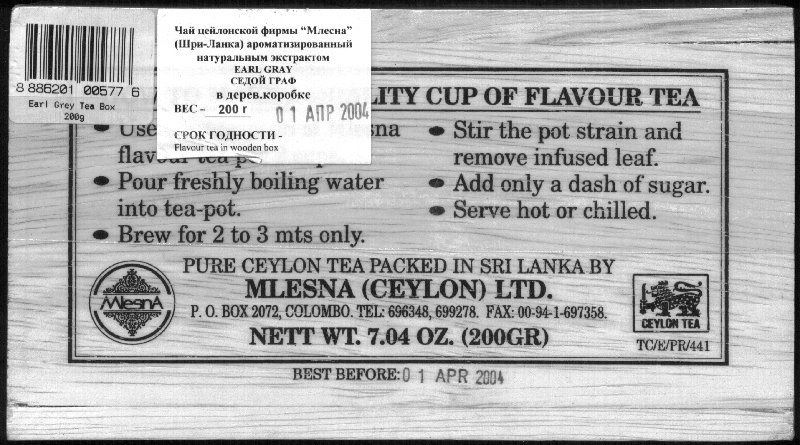 8 886201 00577 6
Earl Grey Tea Box
200g
Чай цейлонской фирмы “Млесна”
(Шри-Ланка) ароматизированный
натуральным экстрактом
EARL GRAY
СЕДОЙ ГРАФ
в дерев.коробке
ВЕС – 200 г
01 АПР 2004
СРОК ГОДНОСТИ -
Flavour tea in wooden box
LITY CUP OF FLAVOUR TEA
• Use
sna
flavour tea
• Pour freshly boiling water
into tea-pot.
• Brew for 2 to 3 mts only.
• Stir the pot strain and
remove infused leaf.
• Add only a dash of sugar.
• Serve hot or chilled.
PURE CEYLON TEA PACKED IN SRI LANKA BY
MLESNA (CEYLON) LTD.
P. O. BOX 2072, COLOMBO. TEL: 696348, 699278. FAX: 00-94-1-697358.
NETT WT. 7.04 OZ. (200GR)
MlesnA
CEYLON TEA
TC/E/PR/441
BEST BEFORE: 01 APR 2004